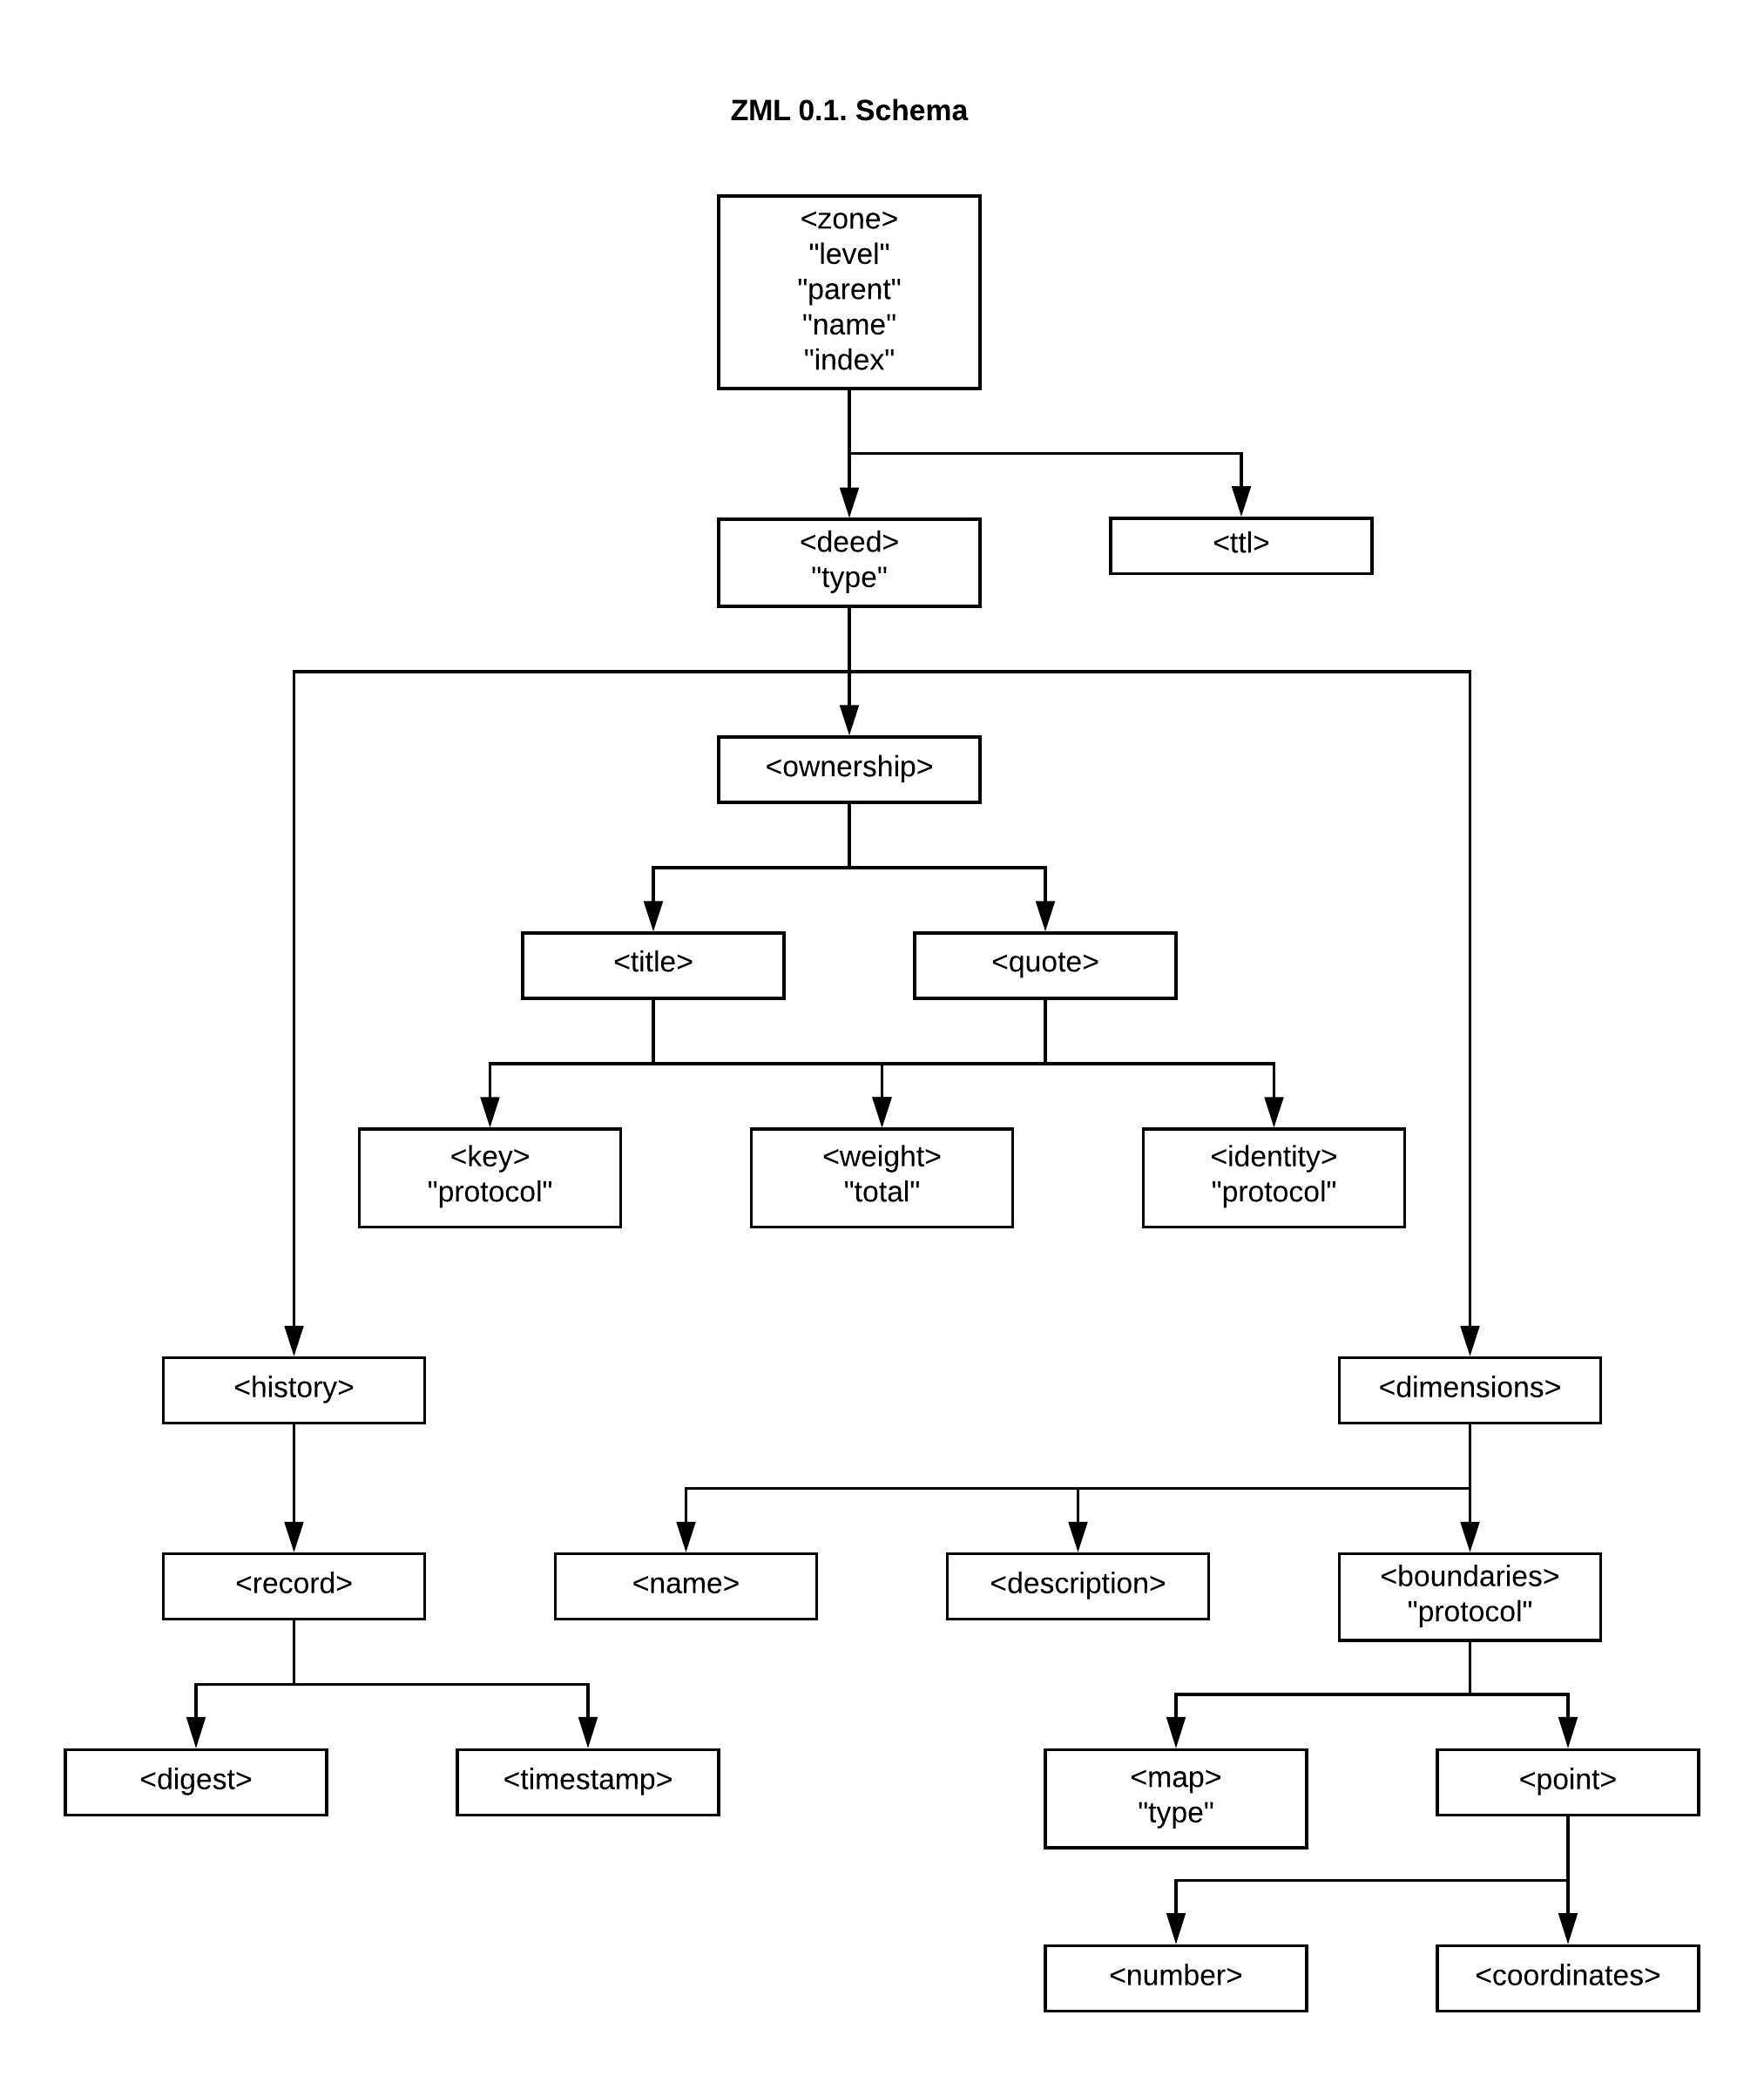 ZML 0.1. Schema
<zone>
"level"
"parent"
"name"
"index"
<deed>
"type"
<ttl>
<ownership>
<title>
<quote>
<key>
"protocol"
<weight>
"total"
<identity>
"protocol"
<history>
<dimensions>
<record>
<name>
<description>
<boundaries>
"protocol"
<digest>
<timestamp>
<map>
"type"
<point>
<number>
<coordinates>